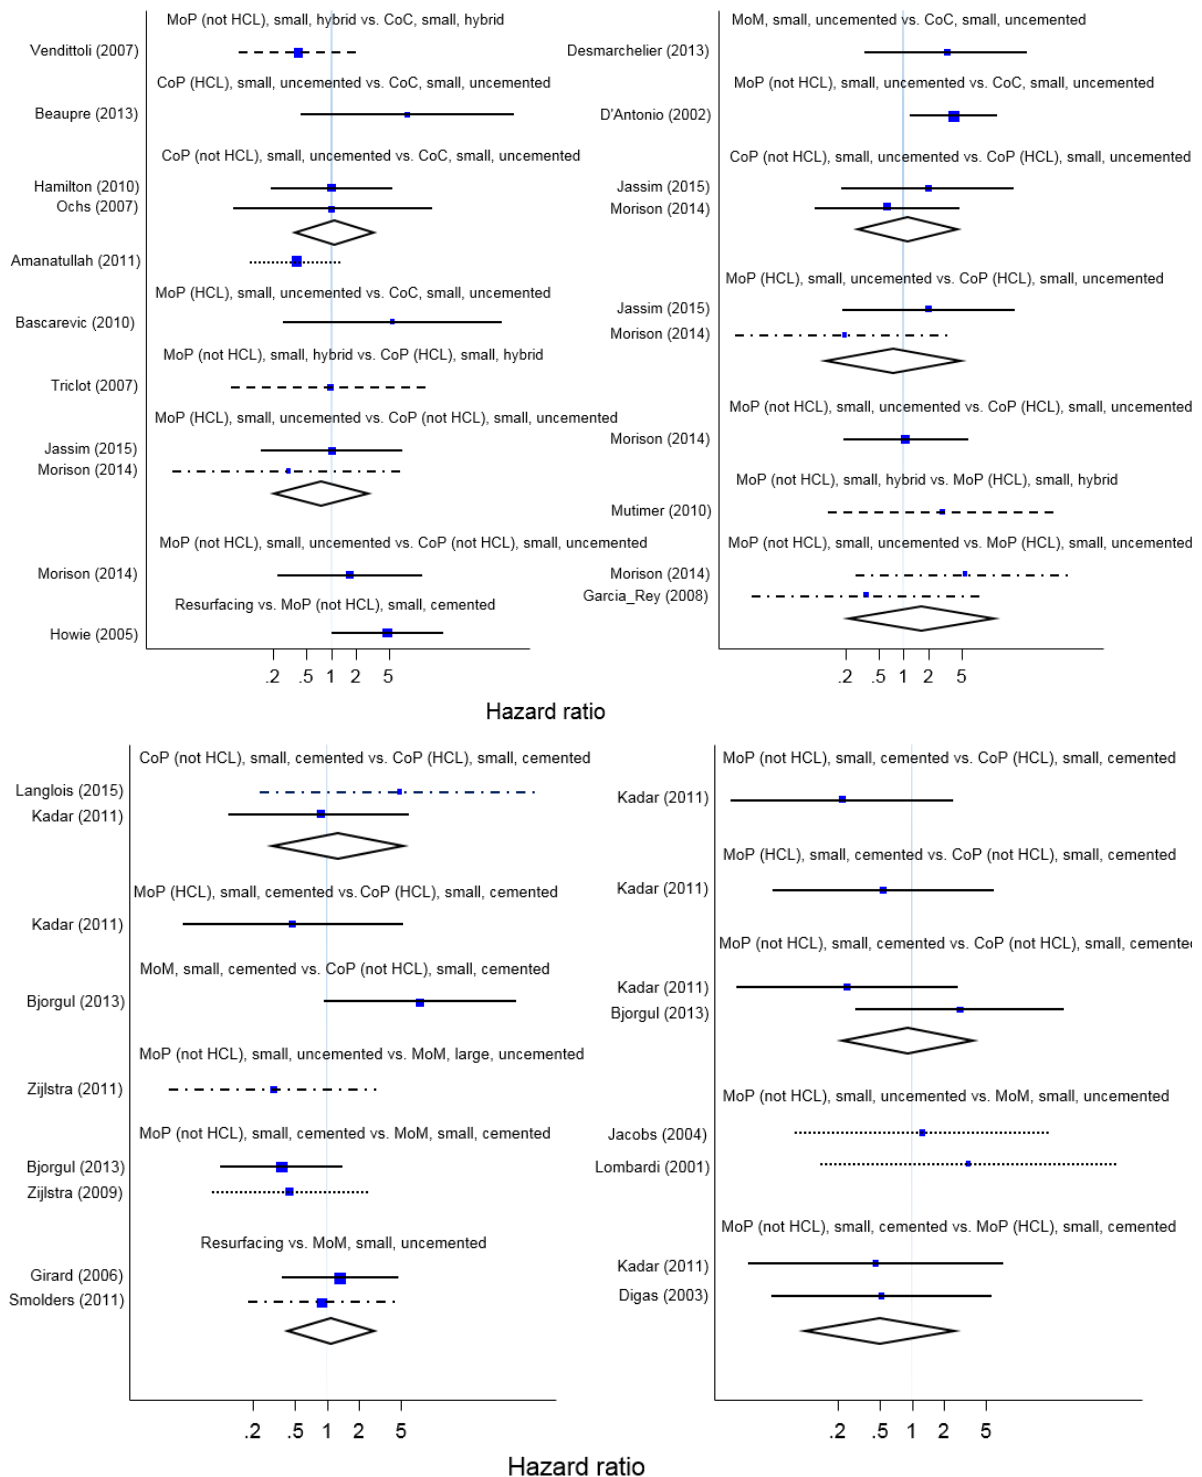 MoP (not HCL), small, hybrid vs. CoC, small, hybrid
Vendittoli (2007)
CoP (HCL), small, uncemented vs. CoC, small, uncemented
Beaupre (2013)
CoP (not HCL), small, uncemented vs. CoC, small, uncemented
Hamilton (2010)
Ochs (2007)
Amanatullah (2011)
MoP (HCL), small, uncemented vs. CoC, small, uncemented
Bascarevic (2010)
MoP (not HCL), small, hybrid vs. CoP (HCL), small, hybrid
Triclot (2007)
MoP (HCL), small, uncemented vs. CoP (not HCL), small, uncemented
Jassim (2015)
Morison (2014)
MoP (not HCL), small, uncemented vs. CoP (not HCL), small, uncemented
Morison (2014)
Resurfacing vs. MoP (not HCL), small, cemented
Howie (2005)
.2 .5 1 2 5
MoM, small, uncemented vs. CoC, small, uncemented
Desmarchelier (2013)
MoP (not HCL), small, uncemented vs. CoC, small, uncemented
D'Antonio (2002)
CoP (not HCL), small, uncemented vs. CoP (HCL), small, uncemented
Jassim (2015)
Morison (2014)
MoP (HCL), small, uncemented vs. CoP (HCL), small, uncemented
Jassim (2015)
Morison (2014)
MoP (not HCL), small, uncemented vs. CoP (HCL), small, uncemented
Morison (2014)
MoP (not HCL), small, hybrid vs. MoP (HCL), small, hybrid
Mutimer (2010)
MoP (not HCL), small, uncemented vs. MoP (HCL), small, uncemented
Morison (2014)
Garcia_Rey (2008)
.2 .5 1 2 5
Hazard ratio
CoP (not HCL), small, cemented vs. CoP (HCL), small, cemented
Langlois (2015)
Kadar (2011)
MoP (HCL), small, cemented vs. CoP (HCL), small, cemented
Kadar (2011)
MoM, small, cemented vs. CoP (not HCL), small, cemented
Bjorgul (2013)
MoP (not HCL), small, uncemented vs. MoM, large, uncemented
Zijlstra (2011)
MoP (not HCL), small, cemented vs. MoM, small, cemented
Bjorgul (2013)
Zijlstra (2009)
Resurfacing vs. MoM, small, uncemented
Girard (2006)
Smolders (2011)
.2 .5 1 2 5
MoP (not HCL), small, cemented vs. CoP (HCL), small, cemented
Kadar (2011)
MoP (HCL), small, cemented vs. CoP (not HCL), small, cemented
Kadar (2011)
MoP (not HCL), small, cemented vs. CoP (not HCL), small, cemente
Kadar (2011)
Bjorgul (2013)
MoP (not HCL), small, uncemented vs. MoM, small, uncemented
Jacobs (2004)
Lombardi (2001)
MoP (not HCL), small, cemented vs. MoP (HCL), small, cemented
Kadar (2011)
Digas (2003)
.2 .5 1 2 5
Hazard ratio